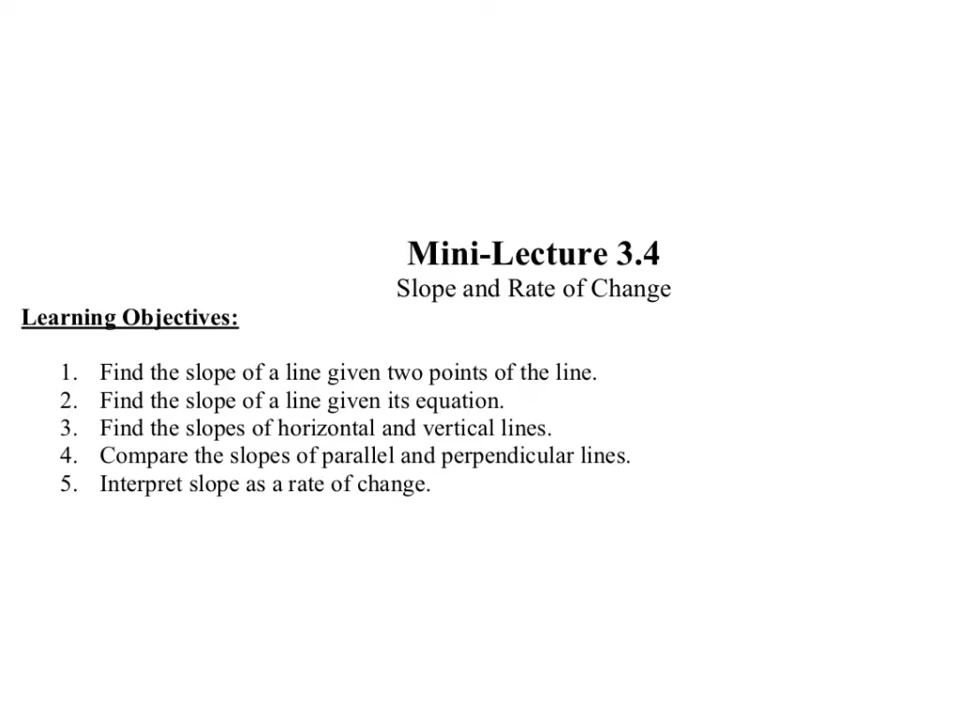 Mini-Lecture 3.4
Slope and Rate of Change
Learning Objectives:
1. Find the slope of a line given two points of the line.
2. Find the slope of a line given its equation.
3. Find the slopes of horizontal and vertical lines.
4. Compare the slopes of parallel and perpendicular lines.
5. Interpret slope as a rate of change.